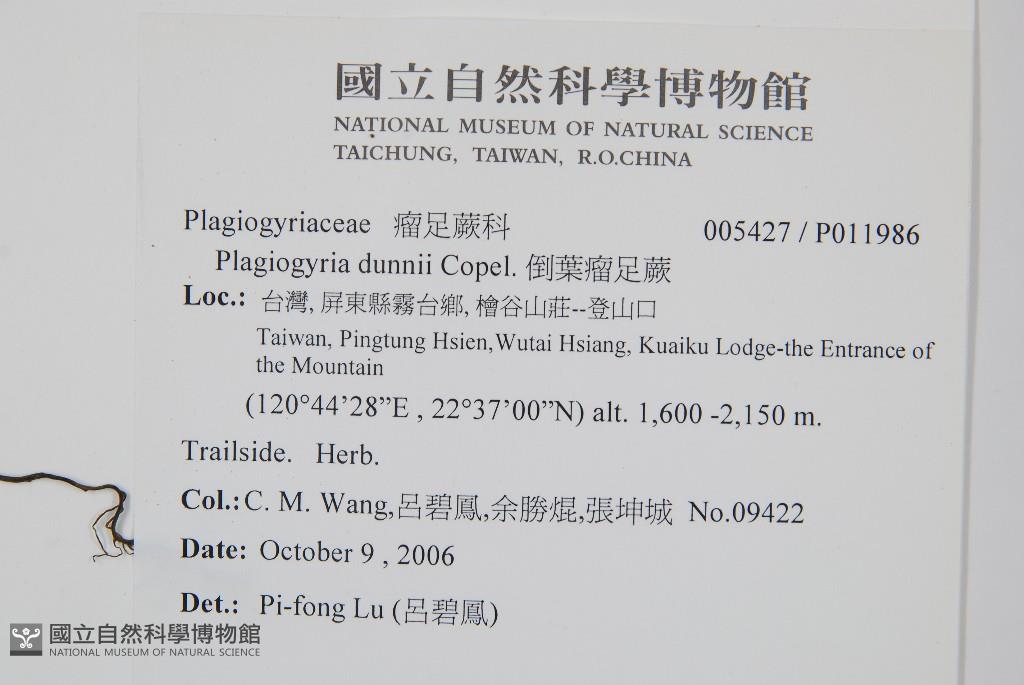 國立自然科學博物館
NATIONAL MUSEUM OF NATURAL SCIENCE
TAICHUNG, TAIWAN, R.O.CHINA
Plagiogyriaceae 瘤足蕨科 005427 / P011986
Plagiogyria dunnii Copel. 倒葉瘤足蕨
Loc.: 台灣, 屏東縣霧台鄉, 檜谷山莊--登山口
Taiwan, Pingtung Hsien,Wutai Hsiang, Kuaiku Lodge-the Entrance of
the Mountain
(120°44’28”E , 22°37’00”N) alt. 1,600 -2,150 m.
Trailside. Herb.
Col.: C. M. Wang,呂碧鳳,余勝焜,張坤城 No.09422
Date: October 9 , 2006
Det.: Pi-fong Lu (呂碧鳳)
國立自然科學博物館
NATIONAL MUSEUM OF NATURAL SCIENCE